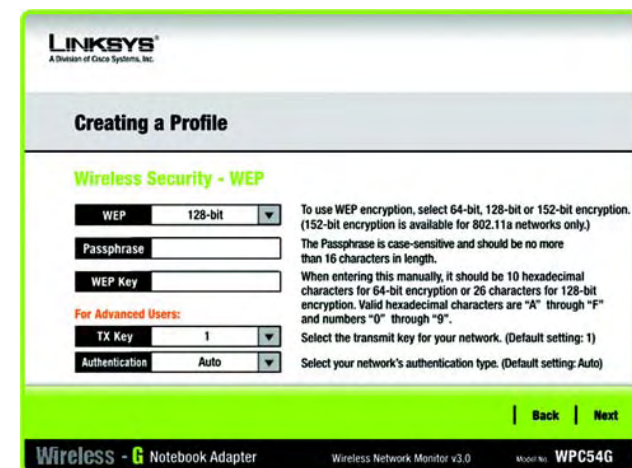 LINKSYS®
A Division of Cisco Systems, Inc.
Creating a Profile
Wireless Security - WEP
WEP 128-bit
To use WEP encryption, select 64-bit, 128-bit or 152-bit encryption.
(152-bit encryption is available for 802.11a networks only.)
Passphrase
The Passphrase is case-sensitive and should be no more
than 16 characters in length.
WEP Key
When entering this manually, it should be 10 hexadecimal
characters for 64-bit encryption or 26 characters for 128-bit
encryption. Valid hexadecimal characters are "A" through "F"
and numbers "0" through "9".
For Advanced Users:
TX Key 1
Select the transmit key for your network. (Default setting: 1)
Authentication Auto
Select your network's authentication type. (Default setting: Auto)
Back Next
Wireless - G Notebook Adapter Wireless Network Monitor v3.0 Model No. WPC54G